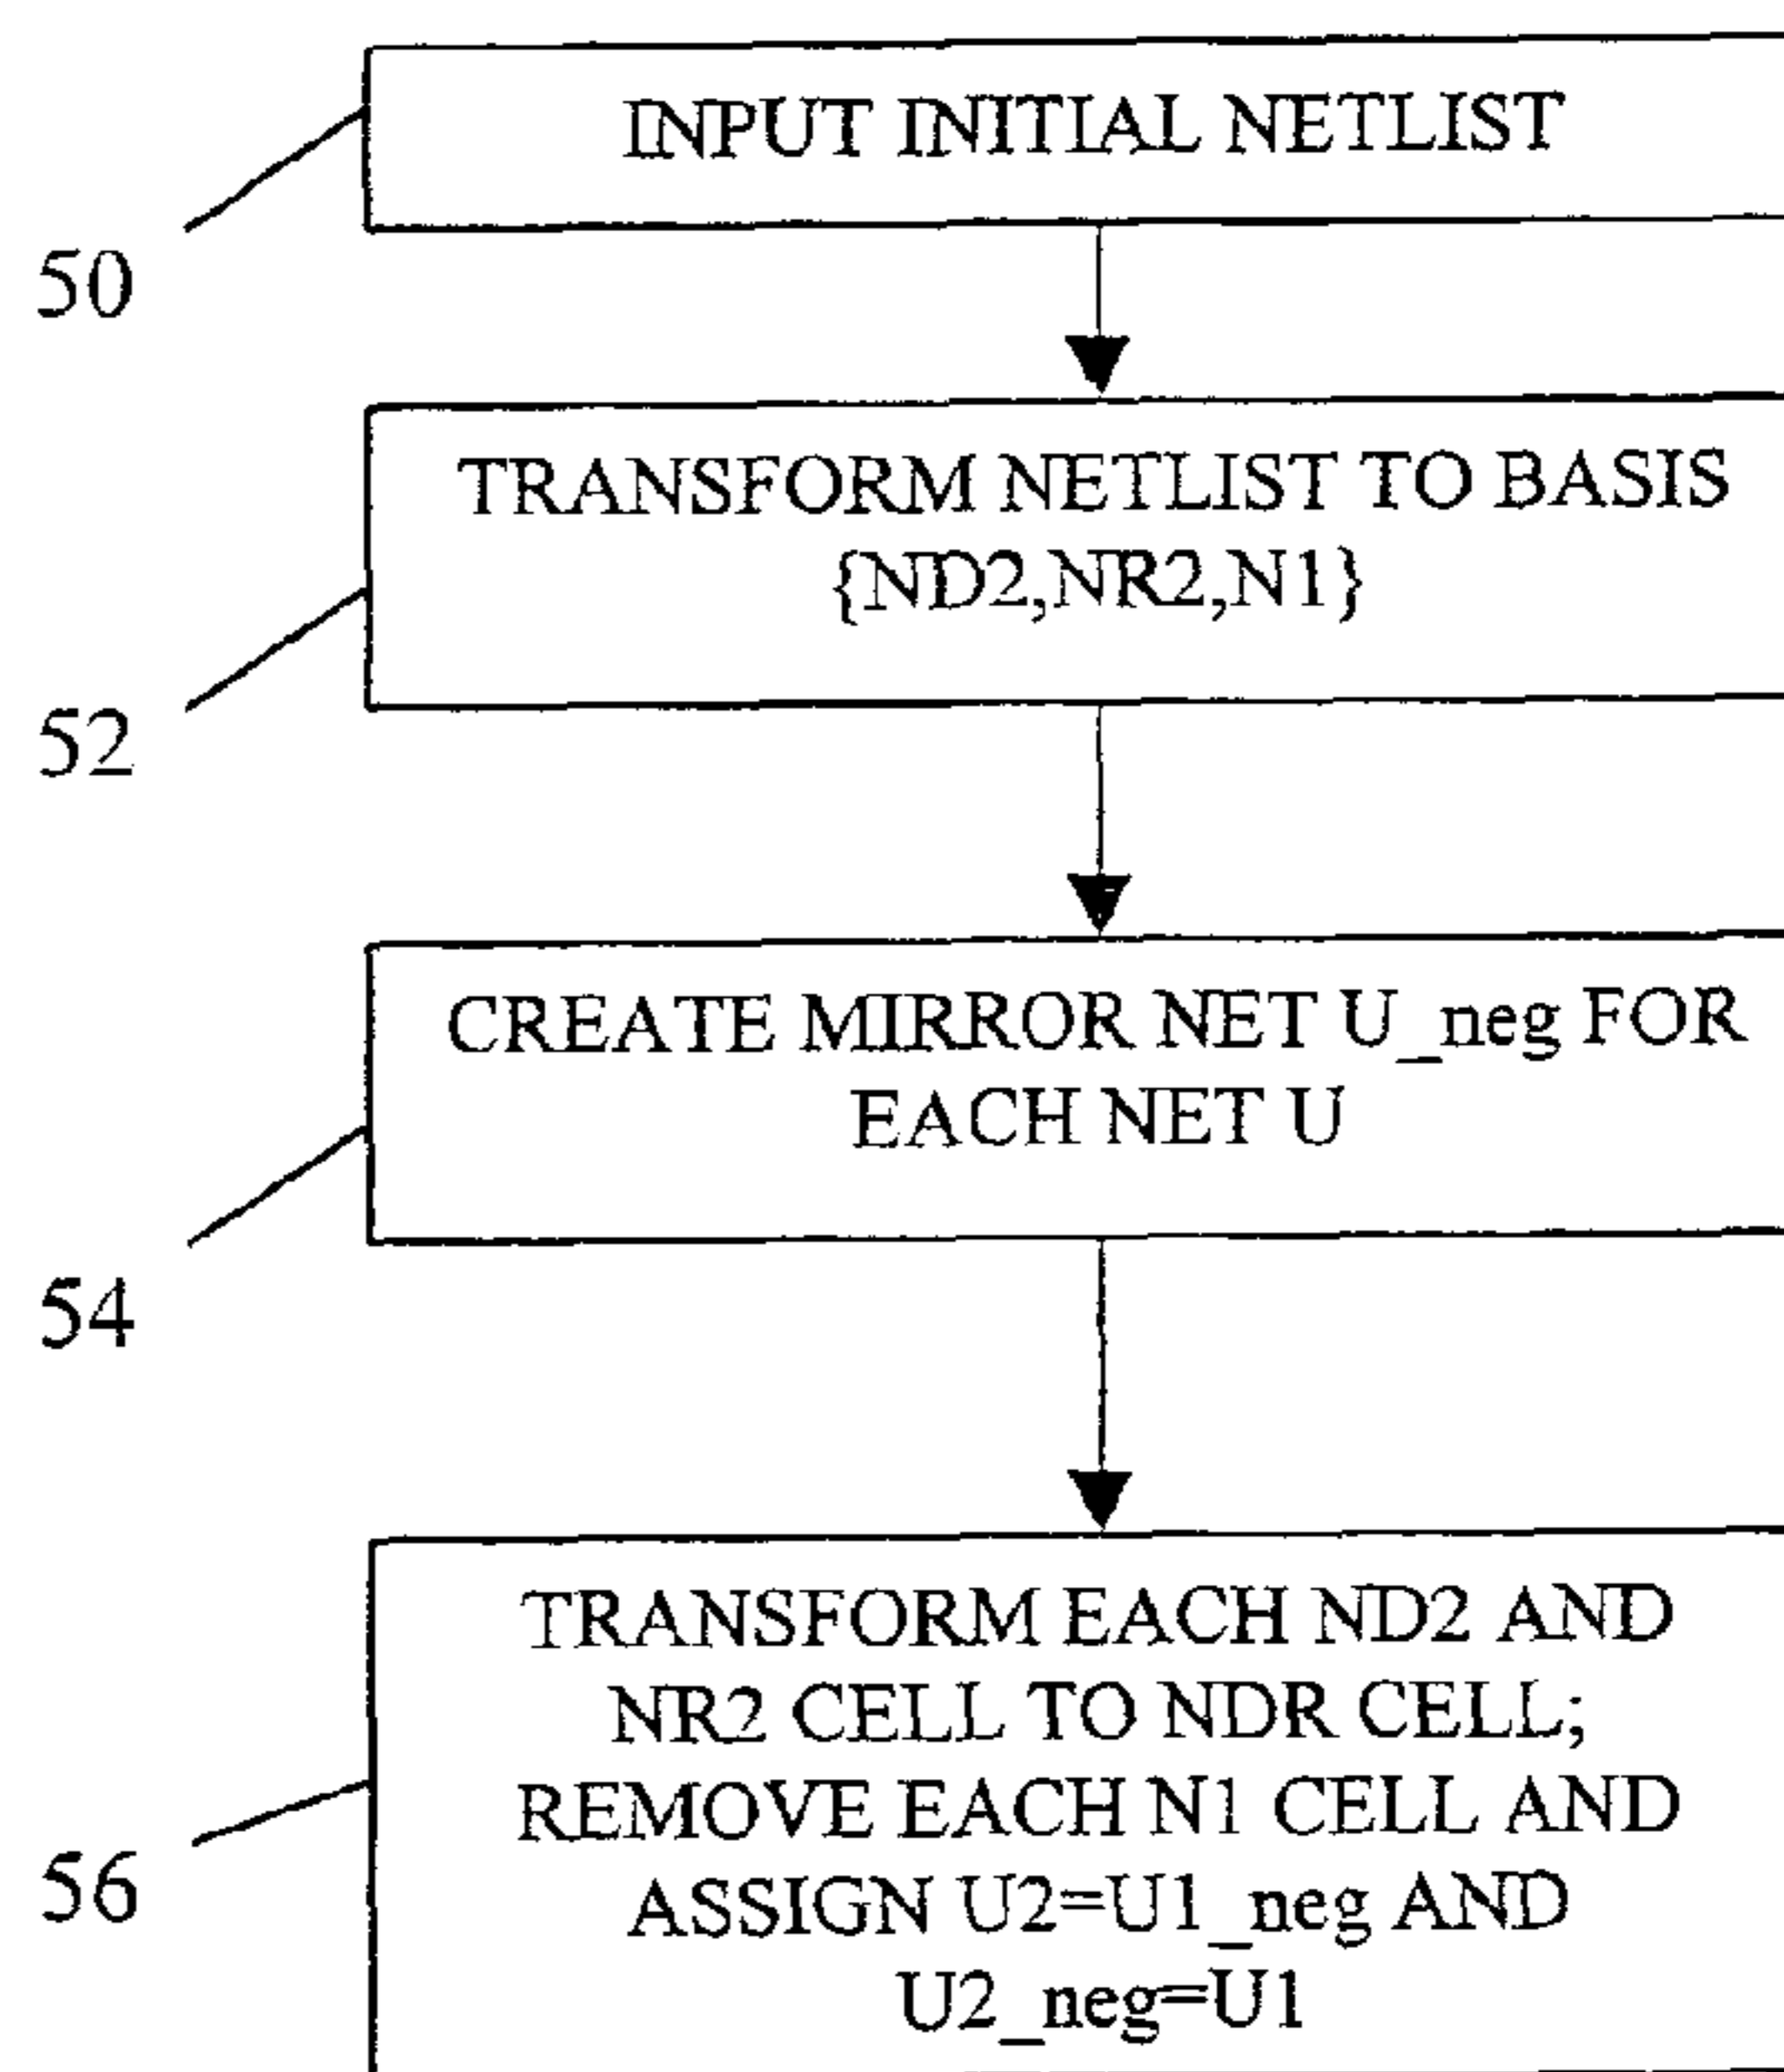 INPUT INITIAL NETLIST
50
TRANSFORM NETLIST TO BASIS
{ND2,NR2,N1}
52
CREATE MIRROR NET U_neg FOR
EACH NET U
54
TRANSFORM EACH ND2 AND
NR2 CELL TO NDR CELL;
REMOVE EACH N1 CELL AND
ASSIGN U2=U1_neg AND
U2_neg=U1
56